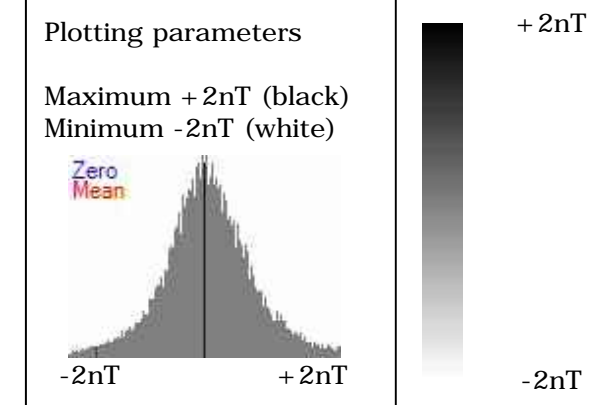 Plotting parameters
Maximum +2nT (black)
Minimum -2nT (white)
Zero
Mean
-2nT +2nT
+2nT
-2nT